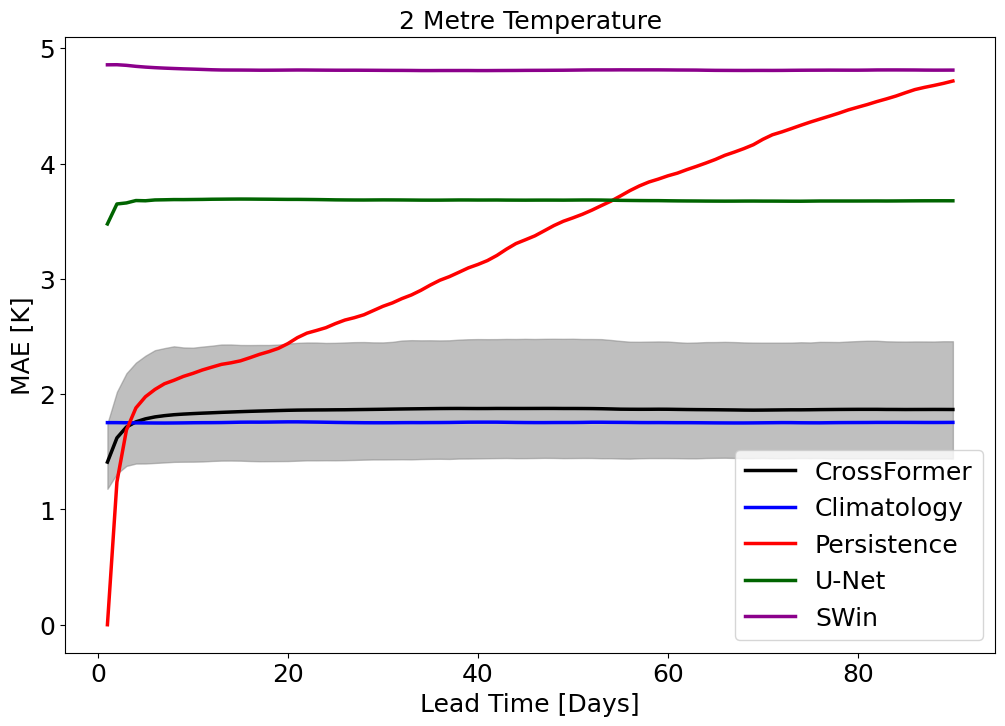 2 Metre Temperature
MAE [K]
5
4
3
2
1
0
0 20 40 60 80
Lead Time [Days]
CrossFormer
Climatology
Persistence
U-Net
SWin